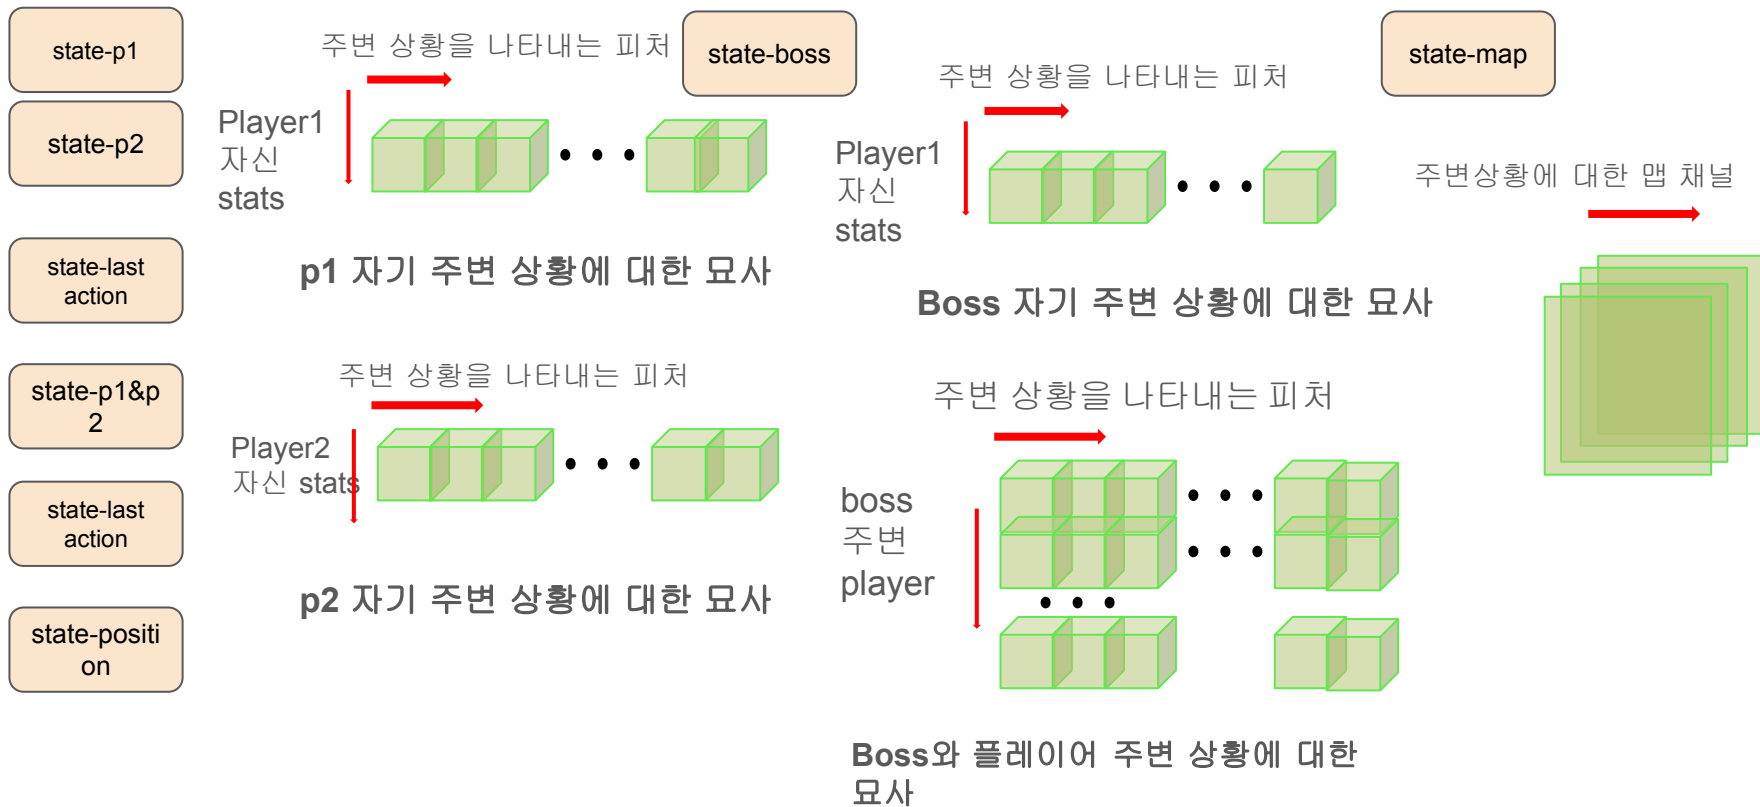 state-p1
state-p2
state-last
action
state-p1&p
2
state-last
action
state-positi
on
주변 상황을 나타내는 피처
Player1
자신
stats
p1 자기 주변 상황에 대한 묘사
주변 상황을 나타내는 피처
Player2
자신 stats
p2 자기 주변 상황에 대한 묘사
state-boss
주변 상황을 나타내는 피처
Player1
자신
stats
Boss 자기 주변 상황에 대한 묘사
주변 상황을 나타내는 피처
boss
주변
player
Boss와 플레이어 주변 상황에 대한
묘사
state-map
주변상황에 대한 맵 채널